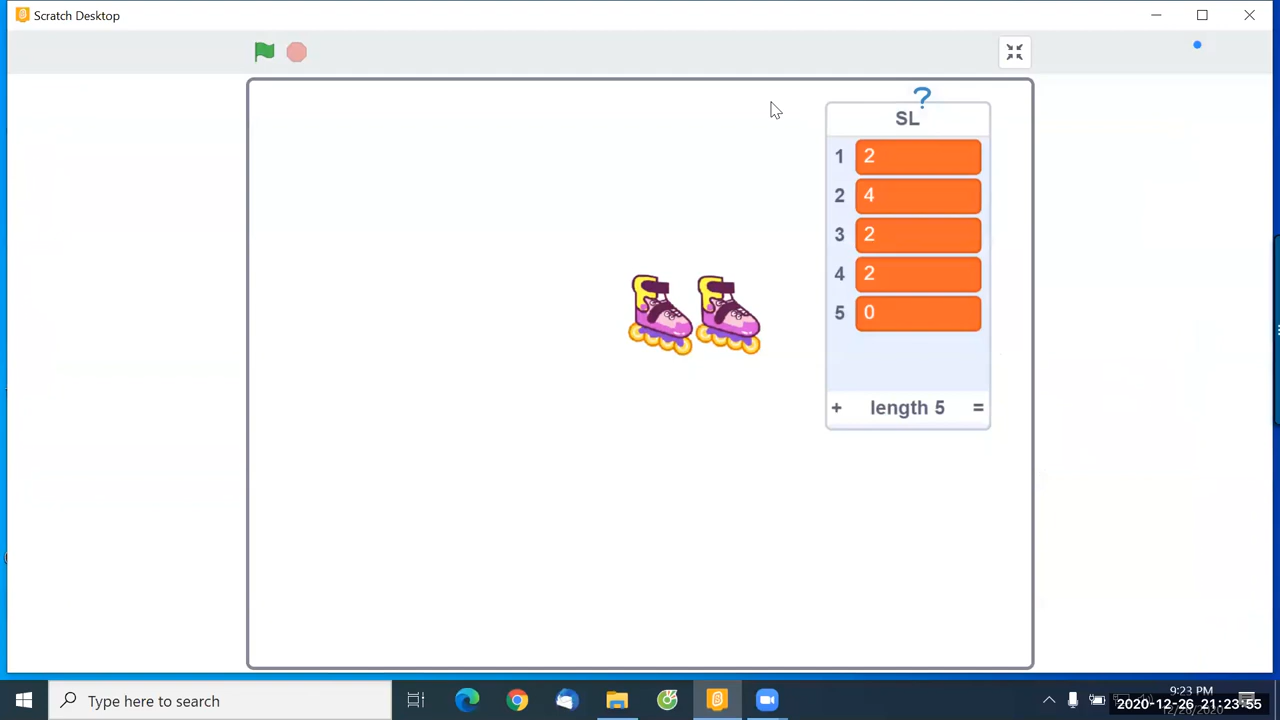 Scratch Desktop
?
SL
1 2
2 4
3 2
4 2
5 0
+ length 5 =
Type here to search
9:23 PM
2020-12-26 21:23:55